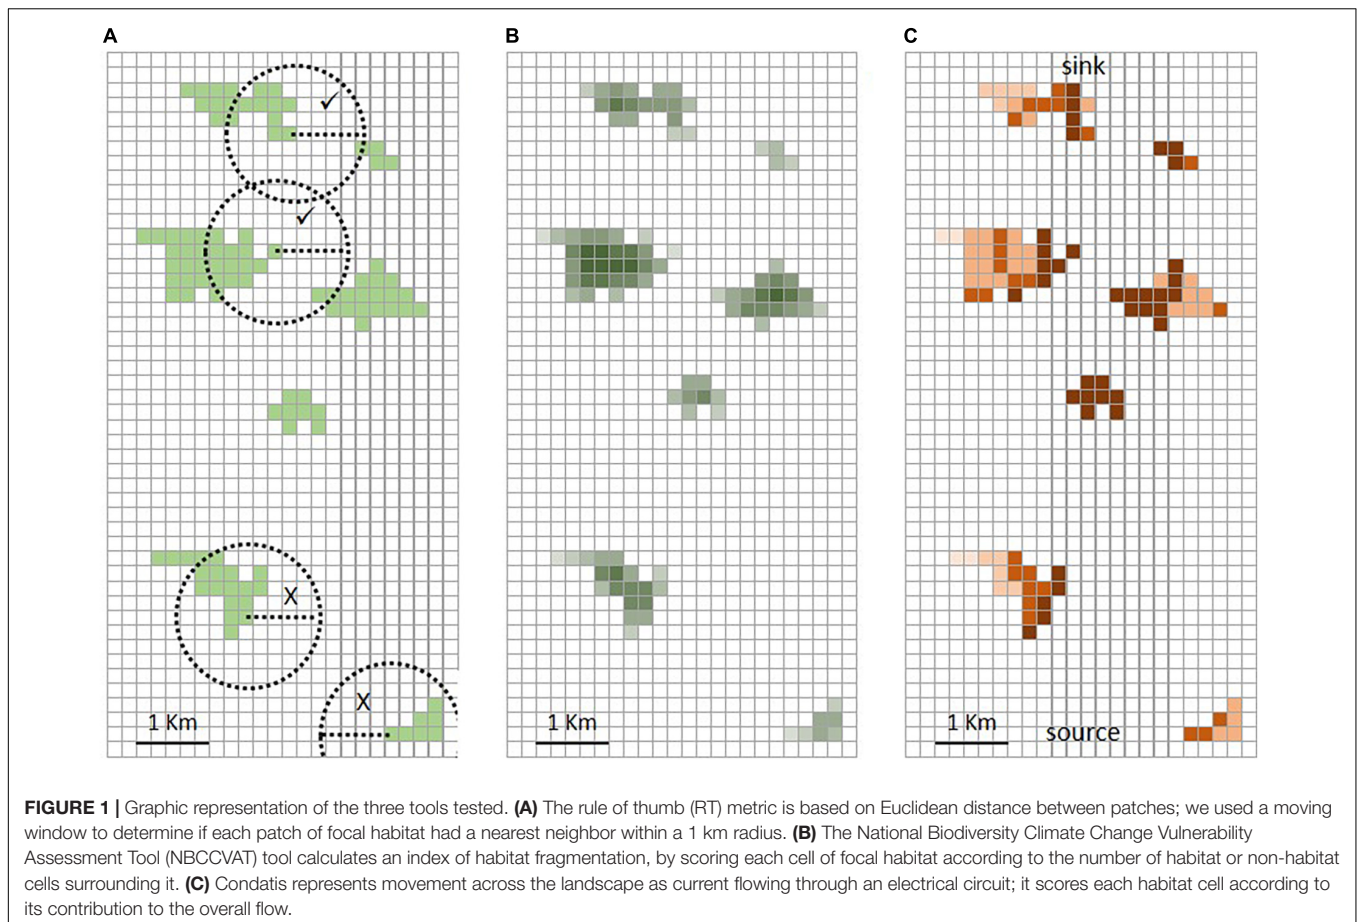 A
B
C
sink
✓
✓
X
X
1 Km
1 Km
1 Km
source
FIGURE 1 | Graphic representation of the three tools tested. (A) The rule of thumb (RT) metric is based on Euclidean distance between patches; we used a moving
window to determine if each patch of focal habitat had a nearest neighbor within a 1 km radius. (B) The National Biodiversity Climate Change Vulnerability
Assessment Tool (NBCCVAT) tool calculates an index of habitat fragmentation, by scoring each cell of focal habitat according to the number of habitat or non-habitat
cells surrounding it. (C) Condatis represents movement across the landscape as current flowing through an electrical circuit; it scores each habitat cell according to
its contribution to the overall flow.